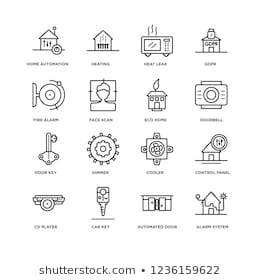 HOME AUTOMATION HEATING HEAT LEAK GDPR
GDPR
FIRE ALARM FACE SCAN ECO HOME DOORBELL
DOOR KEY DIMMER COOLER CONTROL PANEL
CD PLAYER CAR KEY AUTOMATED DOOR ALARM SYSTEM
shutterstock.com • 1236159622